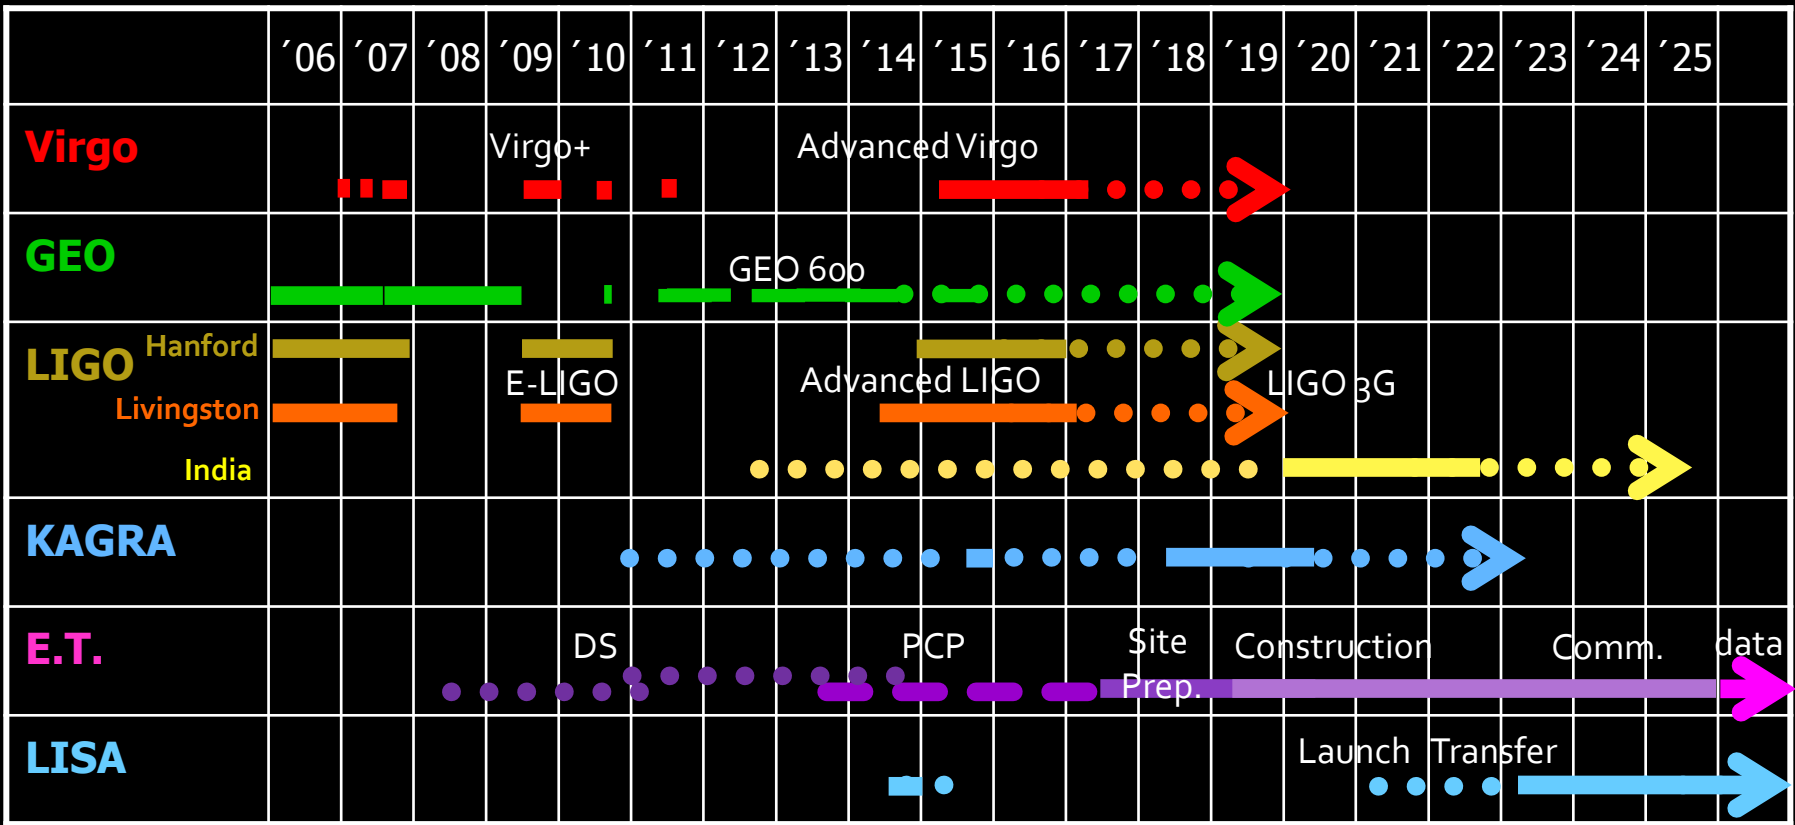 ´06 ´07 ´08 ´09 ´10 ´11 ´12 ´13 ´14 ´15 ´16 ´17 ´18 ´19 ´20 ´21 ´22 ´23 ´24 ´25
Virgo Virgo+ Advanced Virgo
GEO GEO 600
LIGO Hanford
E-LIGO Advanced LIGO LIGO 3G
Livingston
India
KAGRA
E.T. DS PCP Site Prep. Construction Comm. data
LISA Launch Transfer